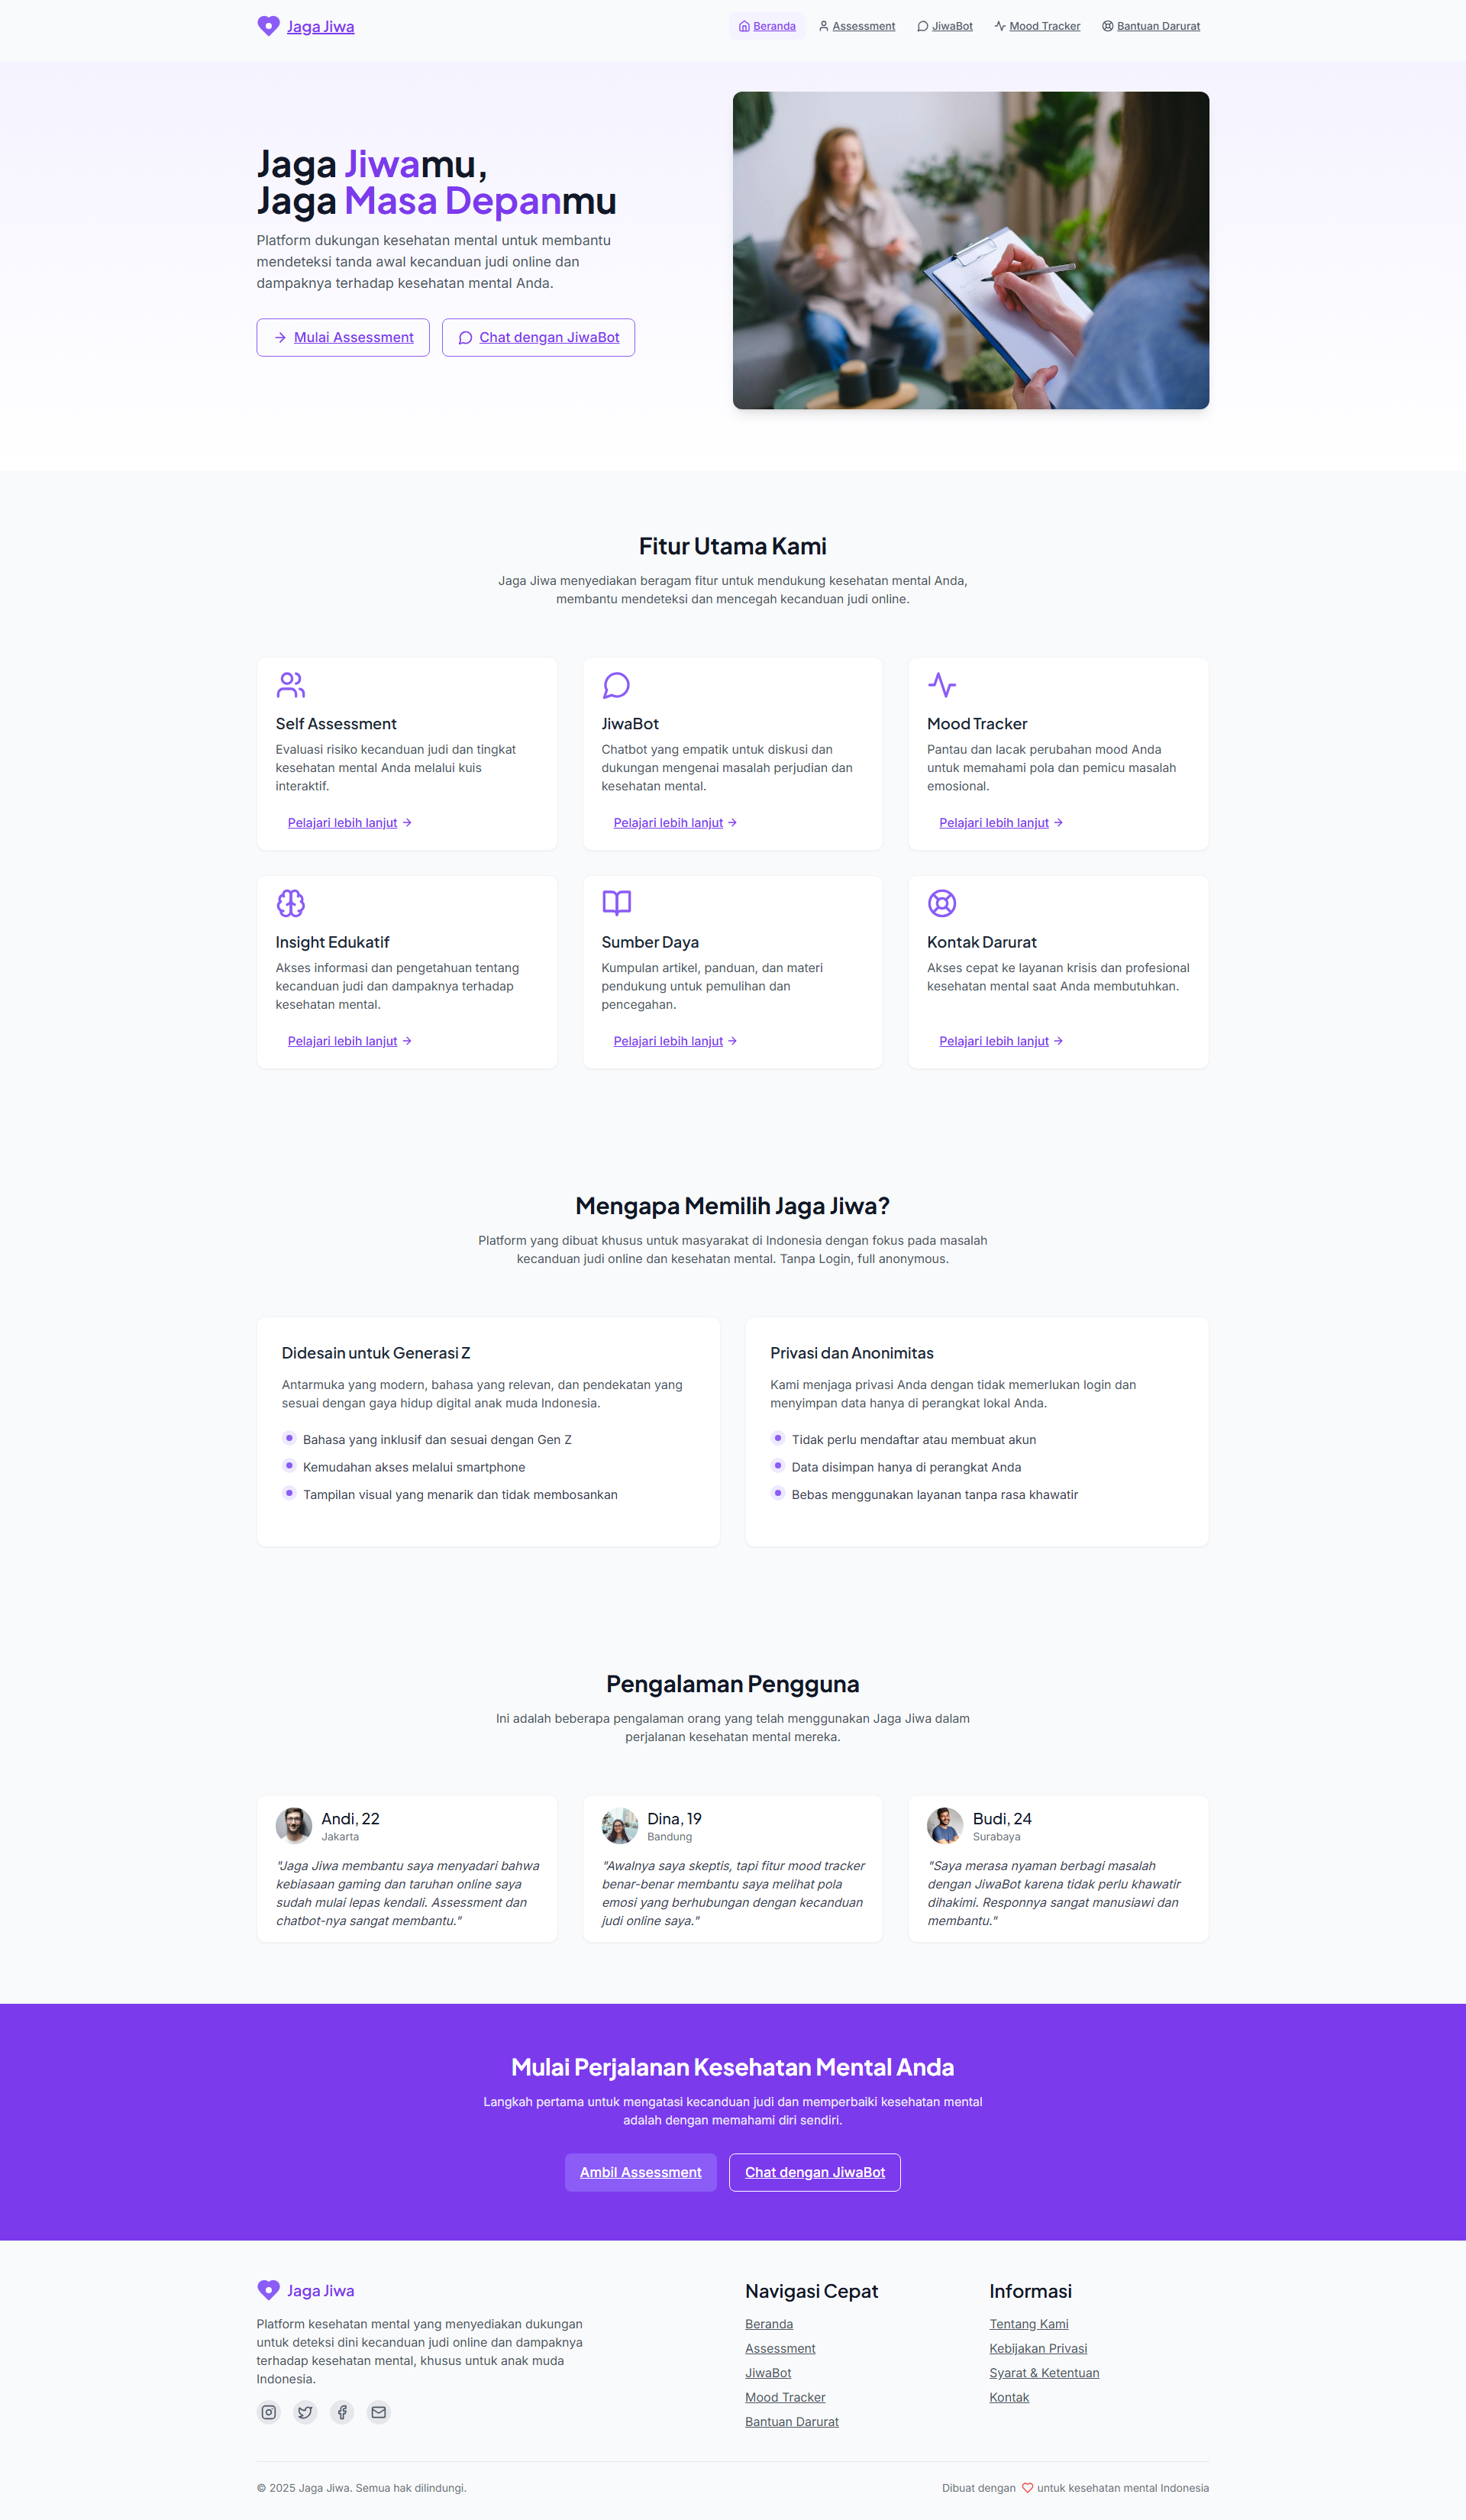 Jaga Jiwa
Beranda
Assessment
JiwaBot
Mood Tracker
Bantuan Darurat
Jaga Jiwamu,
Jaga Masa Depanmu
Platform dukungan kesehatan mental untuk membantu
mendeteksi tanda awal kecanduan judi online dan
dampaknya terhadap kesehatan mental Anda.
Mulai Assessment
Chat dengan JiwaBot
Fitur Utama Kami
Jaga Jiwa menyediakan beragam fitur untuk mendukung kesehatan mental Anda,
membantu mendeteksi dan mencegah kecanduan judi online.
Self Assessment
Evaluasi risiko kecanduan judi dan tingkat
kesehatan mental Anda melalui kuis
interaktif.
Pelajari lebih lanjut
JiwaBot
Chatbot yang empatik untuk diskusi dan
dukungan mengenai masalah perjudian dan
kesehatan mental.
Pelajari lebih lanjut
Mood Tracker
Pantau dan lacak perubahan mood Anda
untuk memahami pola dan pemicu masalah
emosional.
Pelajari lebih lanjut
Insight Edukatif
Akses informasi dan pengetahuan tentang
kecanduan judi dan dampaknya terhadap
kesehatan mental.
Pelajari lebih lanjut
Sumber Daya
Kumpulan artikel, panduan, dan materi
pendukung untuk pemulihan dan
pencegahan.
Pelajari lebih lanjut
Kontak Darurat
Akses cepat ke layanan krisis dan profesional
kesehatan mental saat Anda membutuhkan.
Pelajari lebih lanjut
Mengapa Memilih Jaga Jiwa?
Platform yang dibuat khusus untuk masyarakat di Indonesia dengan fokus pada masalah
kecanduan judi online dan kesehatan mental. Tanpa Login, full anonymous.
Didesain untuk Generasi Z
Antarmuka yang modern, bahasa yang relevan, dan pendekatan yang
sesuai dengan gaya hidup digital anak muda Indonesia.
Bahasa yang inklusif dan sesuai dengan Gen Z
Kemudahan akses melalui smartphone
Tampilan visual yang menarik dan tidak membosankan
Privasi dan Anonimitas
Kami menjaga privasi Anda dengan tidak memerlukan login dan
menyimpan data hanya di perangkat lokal Anda.
Tidak perlu mendaftar atau membuat akun
Data disimpan hanya di perangkat Anda
Bebas menggunakan layanan tanpa rasa khawatir
Pengalaman Pengguna
Ini adalah beberapa pengalaman orang yang telah menggunakan Jaga Jiwa dalam
perjalanan kesehatan mental mereka.
Andi, 22
Jakarta
"Jaga Jiwa membantu saya menyadari bahwa
kebiasaan gaming dan taruhan online saya
sudah mulai lepas kendali. Assessment dan
chatbot-nya sangat membantu."
Dina, 19
Bandung
"Awalnya saya skeptis, tapi fitur mood tracker
benar-benar membantu saya melihat pola
emosi yang berhubungan dengan kecanduan
judi online saya."
Budi, 24
Surabaya
"Saya merasa nyaman berbagi masalah
dengan JiwaBot karena tidak perlu khawatir
dihakimi. Responnya sangat manusiawi dan
membantu."
Mulai Perjalanan Kesehatan Mental Anda
Langkah pertama untuk mengatasi kecanduan judi dan memperbaiki kesehatan mental
adalah dengan memahami diri sendiri.
Ambil Assessment
Chat dengan JiwaBot
Jaga Jiwa
Platform kesehatan mental yang menyediakan dukungan
untuk deteksi dini kecanduan judi online dan dampaknya
terhadap kesehatan mental, khusus untuk anak muda
Indonesia.
Navigasi Cepat
Beranda
Assessment
JiwaBot
Mood Tracker
Bantuan Darurat
Informasi
Tentang Kami
Kebijakan Privasi
Syarat & Ketentuan
Kontak
© 2025 Jaga Jiwa. Semua hak dilindungi.
Dibuat dengan untuk kesehatan mental Indonesia